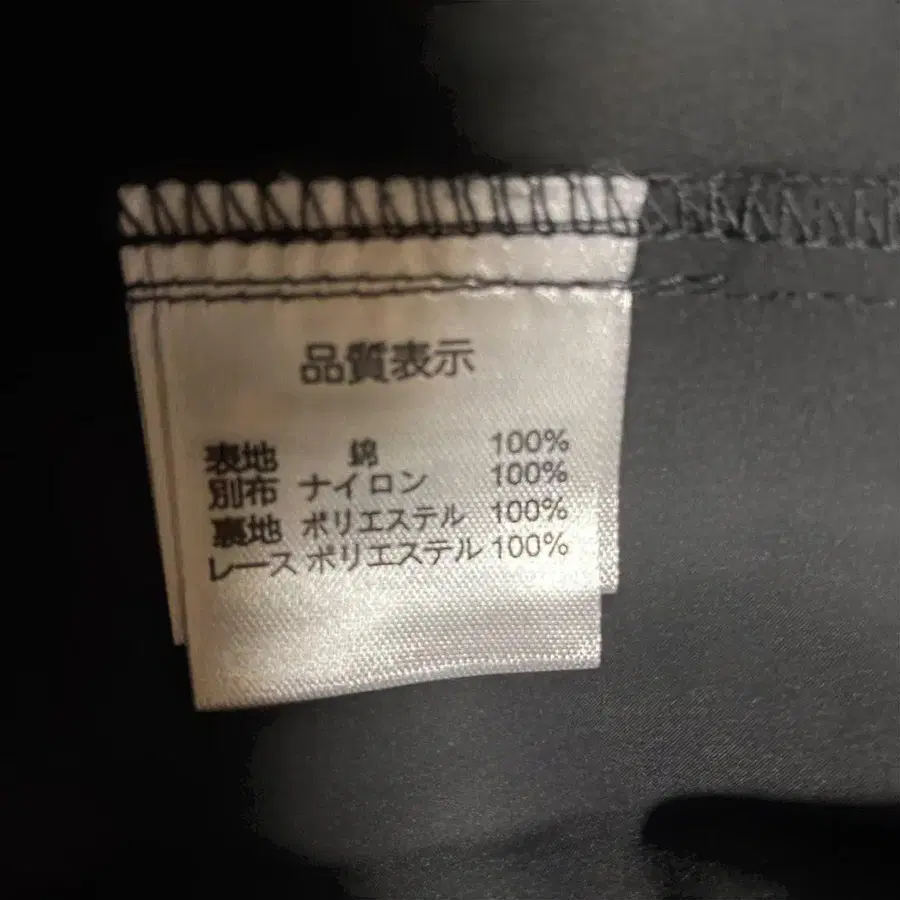 品質表示
表地 綿 100%
別布 ナイロン 100%
裏地 ポリエステル 100%
レース ポリエステル 100%